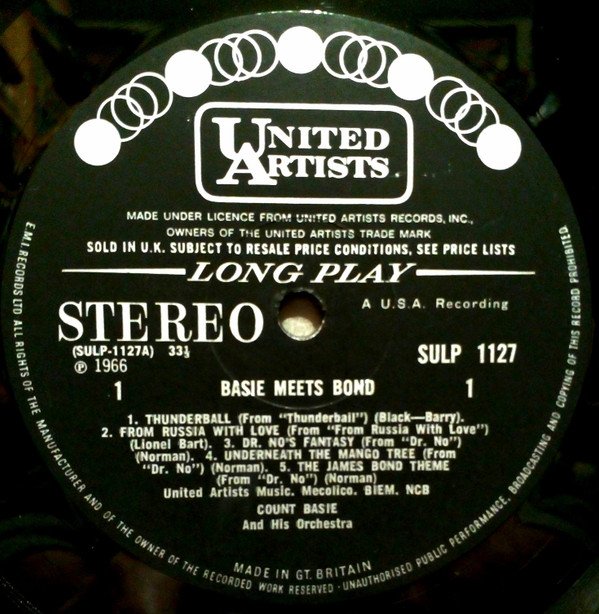 UNITED
ARTISTS
MADE UNDER LICENCE FROM UNITED ARTISTS RECORDS, INC.,
OWNERS OF THE UNITED ARTISTS TRADE MARK
SOLD IN U.K. SUBJECT TO RESALE PRICE CONDITIONS, SEE PRICE LISTS
LONG PLAY
STEREO
A U.S.A. Recording
(SULP-1127A) 33⅓
SULP 1127
℗ 1966
1 BASIE MEETS BOND 1
1. THUNDERBALL (From "Thunderball") (Black—Barry).
2. FROM RUSSIA WITH LOVE (From "From Russia With Love")
(Lionel Bart). 3. DR. NO'S FANTASY (From "Dr. No")
(Norman). 4. UNDERNEATH THE MANGO TREE (From
"Dr. No") (Norman). 5. THE JAMES BOND THEME
(From "Dr. No") (Norman)
United Artists Music. Mecolico. BIEM. NCB
COUNT BASIE
And His Orchestra
MADE IN GT. BRITAIN
E.M.I. RECORDS LTD. ALL RIGHTS OF THE MANUFACTURER AND OF THE OWNER OF THE RECORDED WORK RESERVED · UNAUTHORISED PUBLIC PERFORMANCE, BROADCASTING AND COPYING OF THIS RECORD PROHIBITED